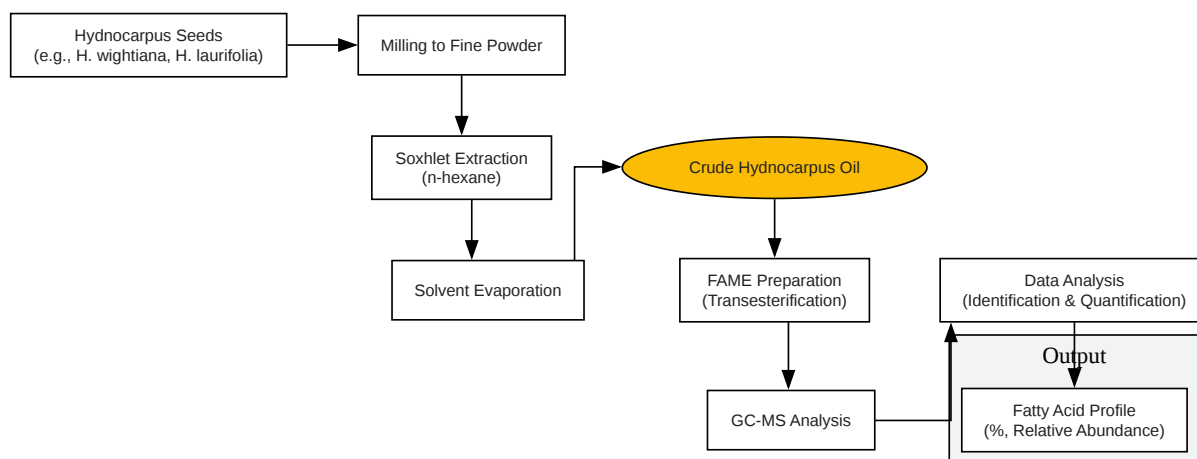 Hydnocarpus Seeds
(e.g., H. wightiana, H. laurifolia)
Milling to Fine Powder
Soxhlet Extraction
(n-hexane)
Crude Hydnocarpus Oil
Solvent Evaporation
FAME Preparation
(Transesterification)
Data Analysis
(Identification & Quantification)
Output
GC-MS Analysis
Fatty Acid Profile
(%, Relative Abundance)